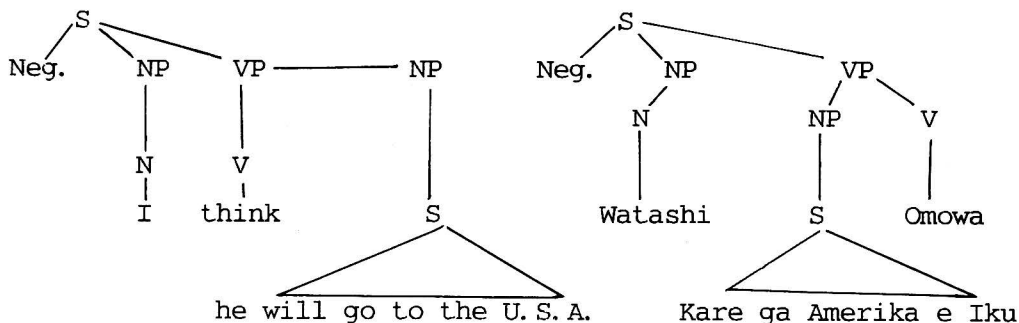 S S
Neg. NP VP NP Neg. NP VP
N NP V
N V
I think S Watashi S Omowa
he will go to the U.S.A. Kare ga Amerika e Iku